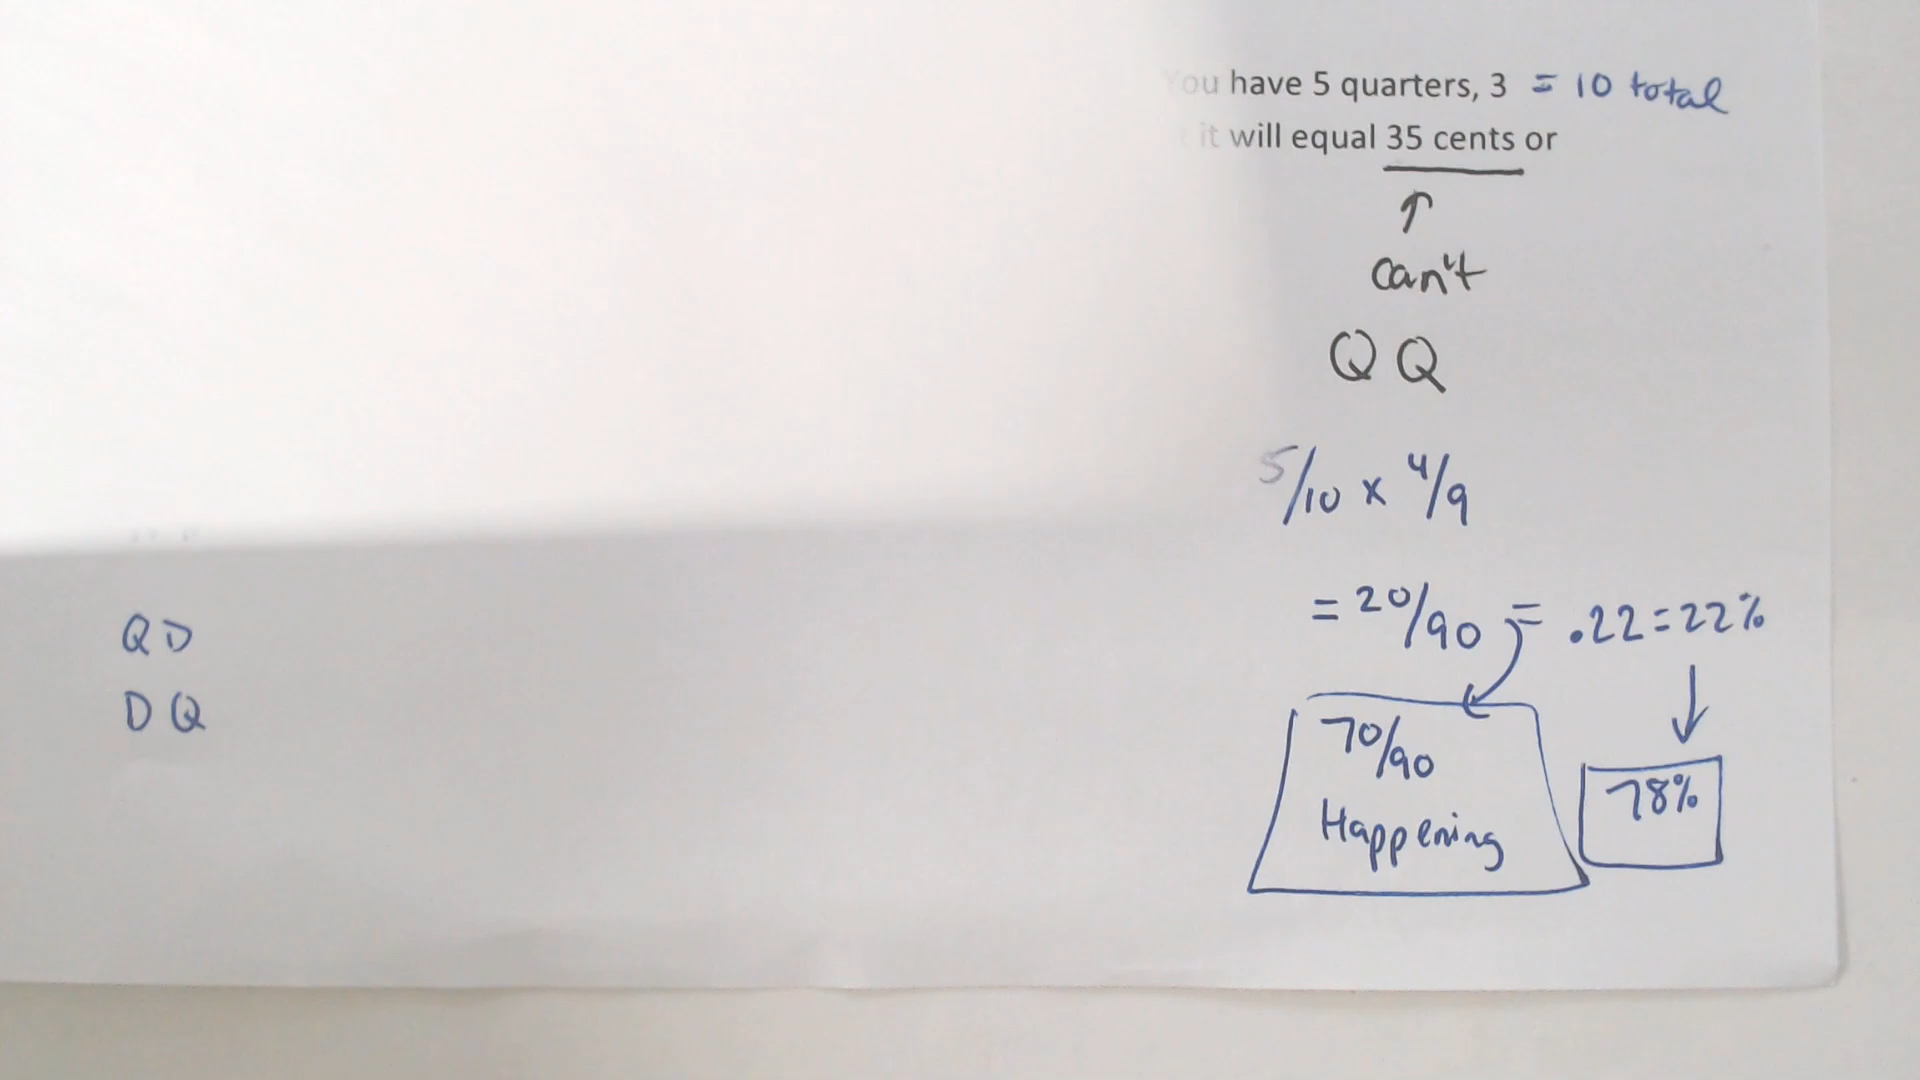 You have 5 quarters, 3 = 10 total
it will equal 35 cents or
↑
can't
Q Q
5/10 x 4/9
= 20/90 = .22 = 22%
Q D
D Q
↓
70/90
78%
Happening